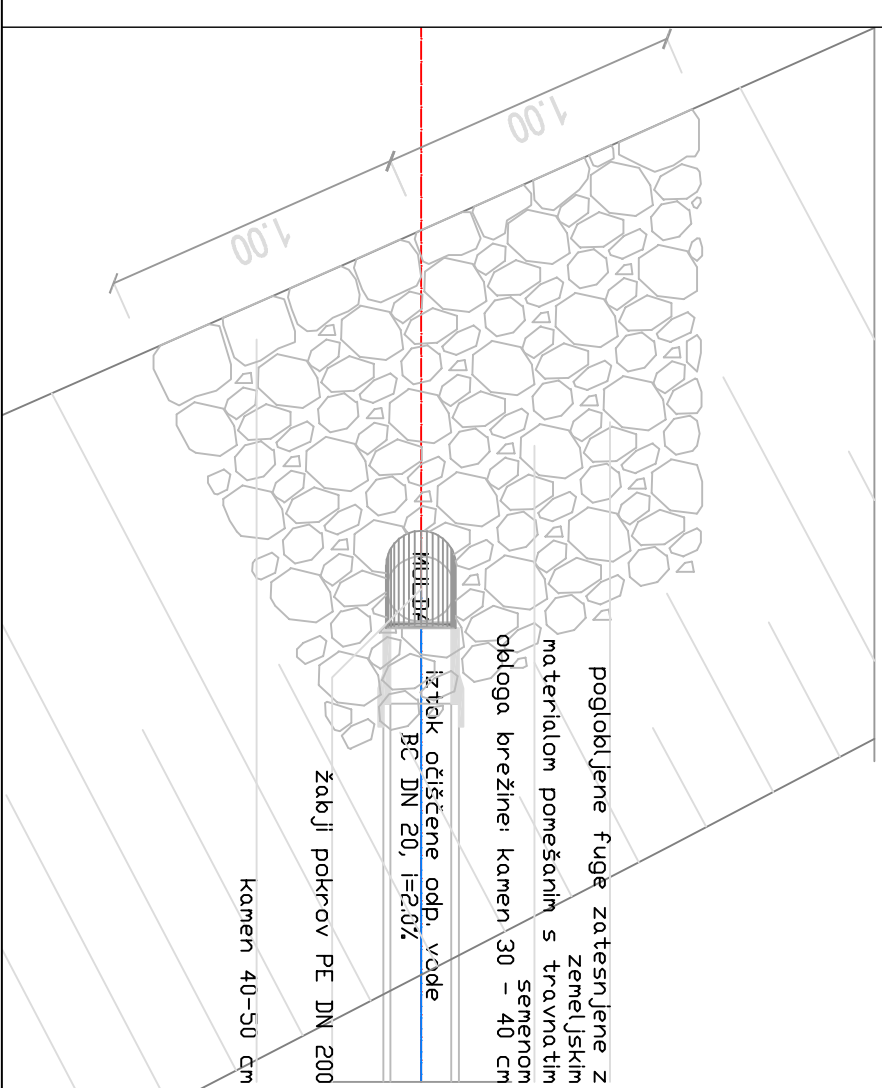 1.00
1.00
poglobljene fuge zatesnjene z
zemeljskim
materialom pomešanim s travnatim
semenom
obloga brežine: kamen 30 - 40 cm
iztok očiščene odp. vode
BC DN 20, i=2.0%
žabji pokrov PE DN 200
kamen 40-50 cm